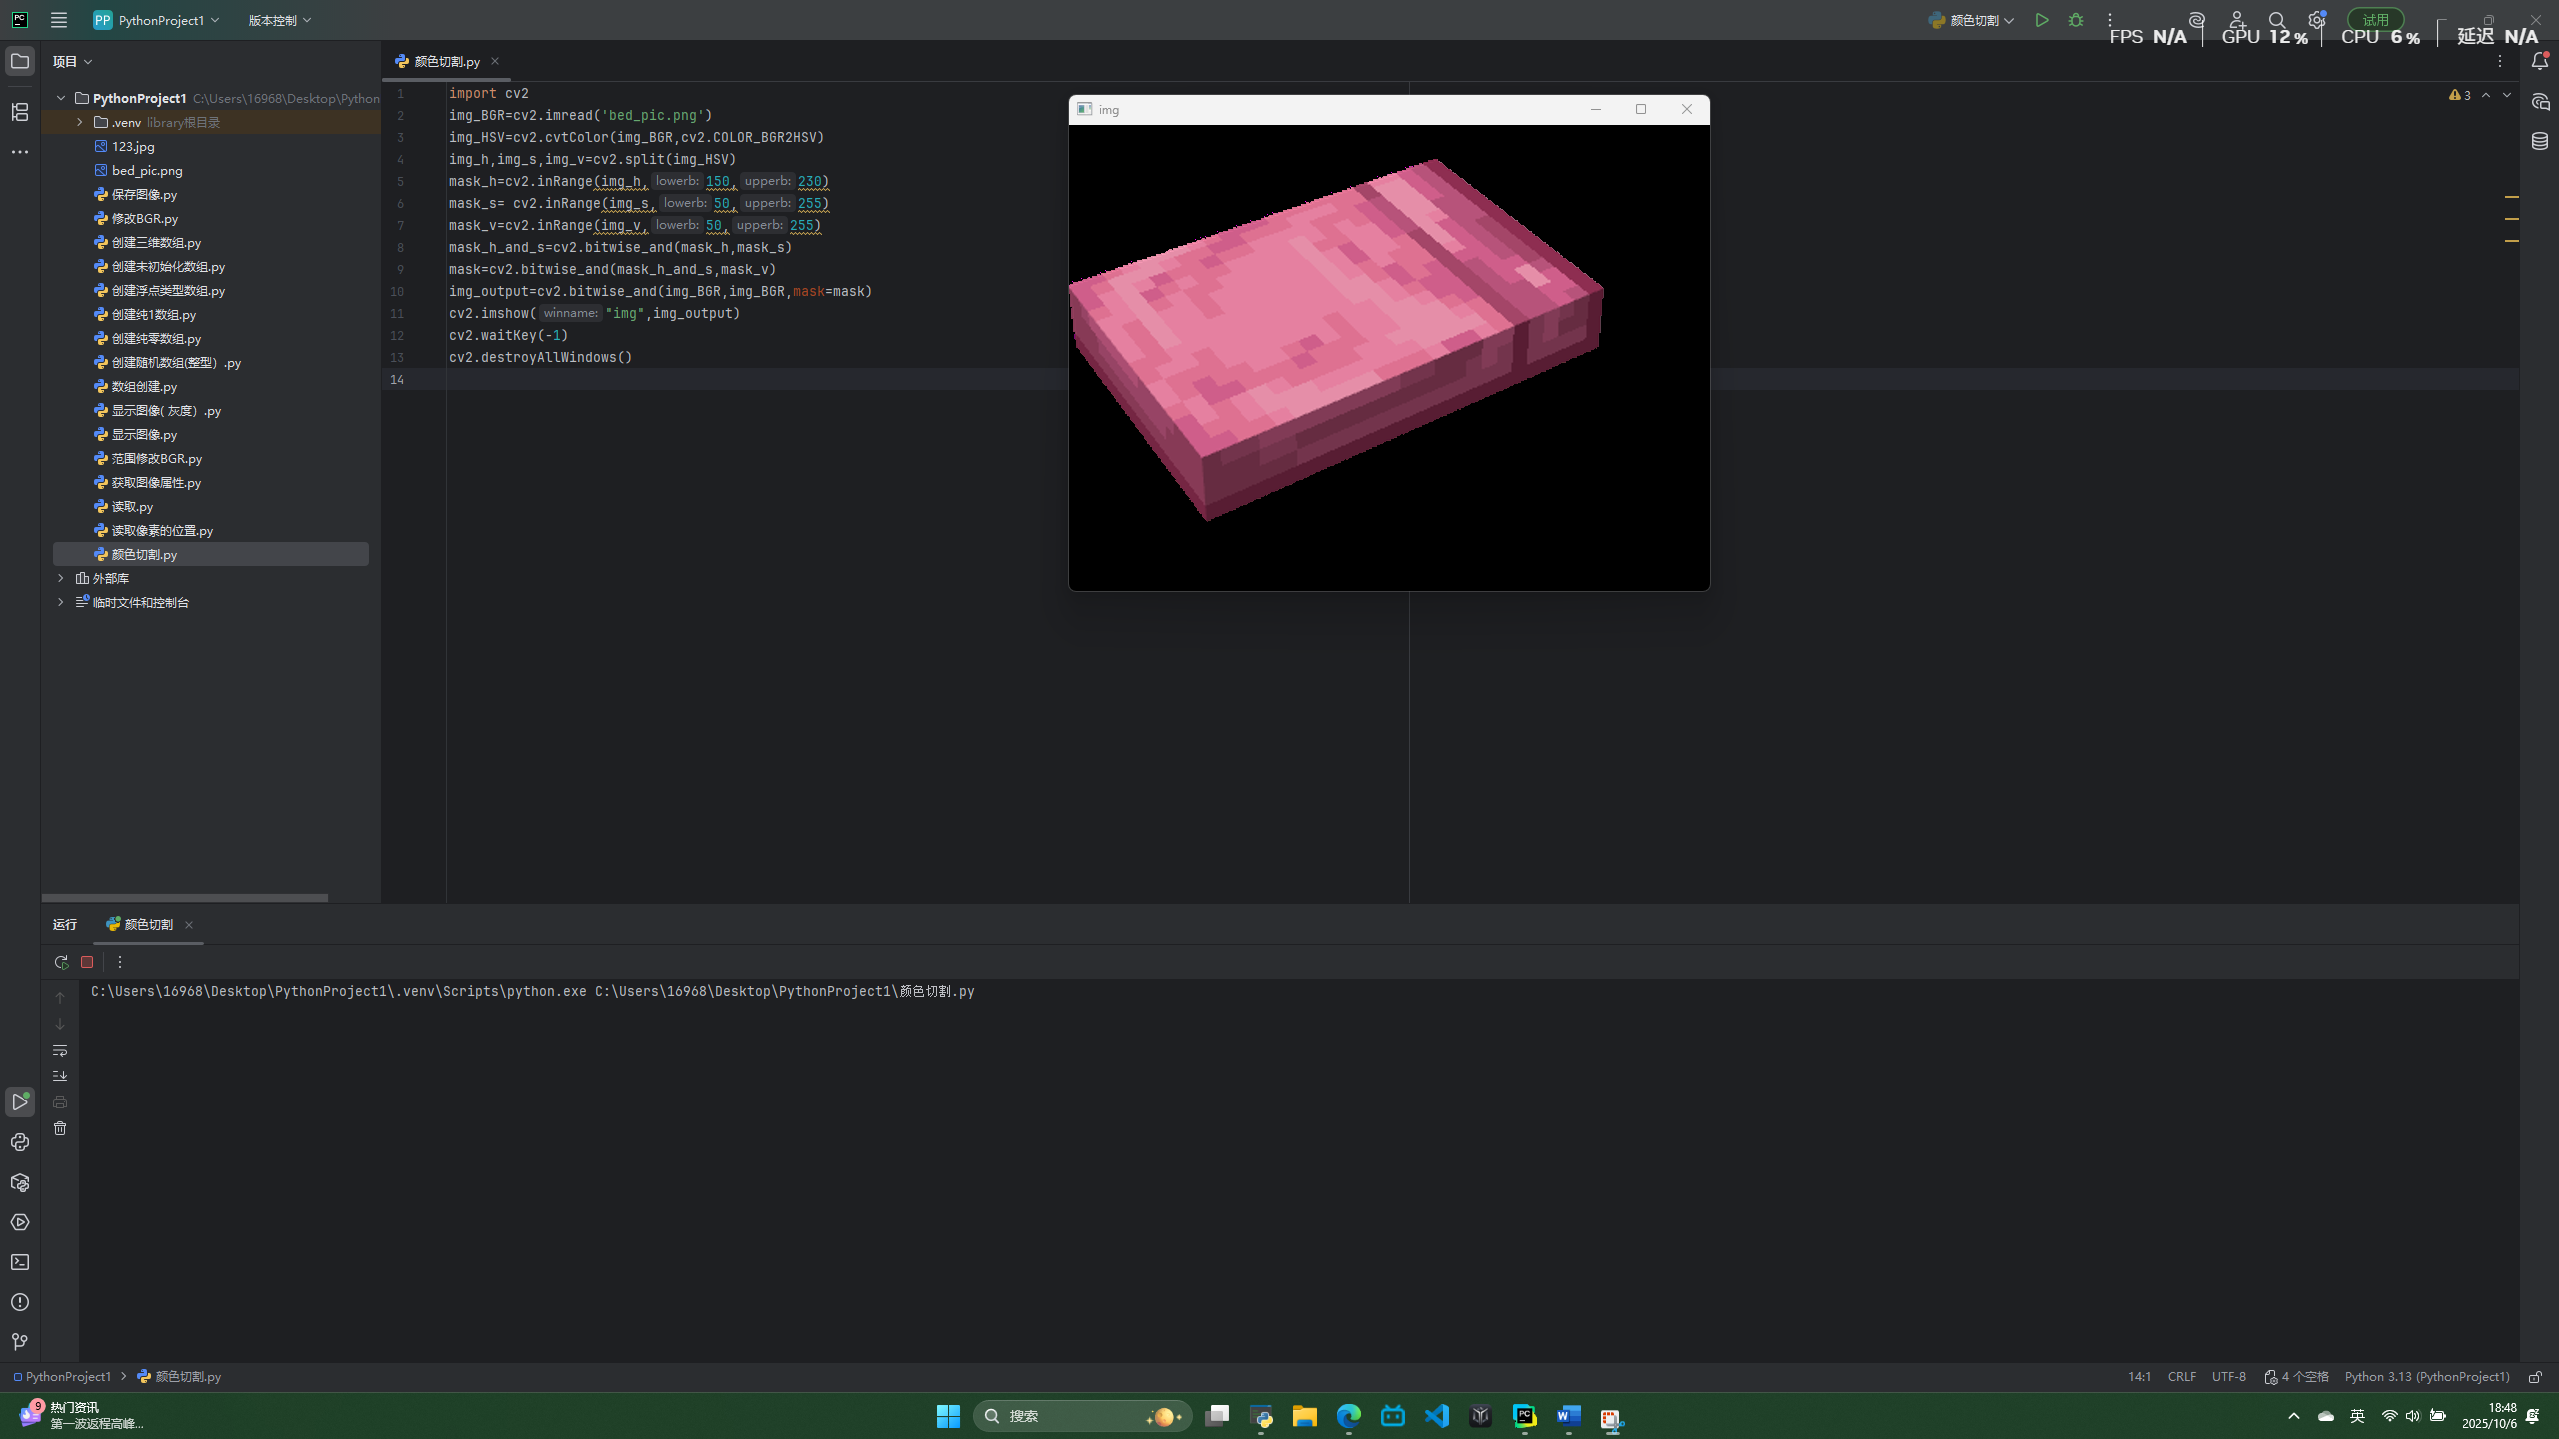 PC
PP PythonProject1
版本控制
颜色切割
试用
FPS N/A
GPU 12 %
CPU 6 %
延迟 N/A
项目
颜色切割.py
PythonProject1 C:\Users\16968\Desktop\Python
.venv library根目录
123.jpg
bed_pic.png
保存图像.py
修改BGR.py
创建三维数组.py
创建未初始化数组.py
创建浮点类型数组.py
创建纯1数组.py
创建纯零数组.py
创建随机数组(整型）.py
数组创建.py
显示图像( 灰度）.py
显示图像.py
范围修改BGR.py
获取图像属性.py
读取.py
读取像素的位置.py
颜色切割.py
外部库
临时文件和控制台
3
1 import cv2
2 img_BGR=cv2.imread('bed_pic.png')
3 img_HSV=cv2.cvtColor(img_BGR,cv2.COLOR_BGR2HSV)
4 img_h,img_s,img_v=cv2.split(img_HSV)
5 mask_h=cv2.inRange(img_h, lowerb: 150, upperb: 230)
6 mask_s= cv2.inRange(img_s, lowerb: 50, upperb: 255)
7 mask_v=cv2.inRange(img_v, lowerb: 50, upperb: 255)
8 mask_h_and_s=cv2.bitwise_and(mask_h,mask_s)
9 mask=cv2.bitwise_and(mask_h_and_s,mask_v)
10 img_output=cv2.bitwise_and(img_BGR,img_BGR,mask=mask)
11 cv2.imshow( winname: "img",img_output)
12 cv2.waitKey(-1)
13 cv2.destroyAllWindows()
14
img
运行
颜色切割
C:\Users\16968\Desktop\PythonProject1\.venv\Scripts\python.exe C:\Users\16968\Desktop\PythonProject1\颜色切割.py
PythonProject1
颜色切割.py
14:1
CRLF
UTF-8
4 个空格
Python 3.13 (PythonProject1)
9
热门资讯
第一波返程高峰...
搜索
PC
W
英
18:48
2025/10/6